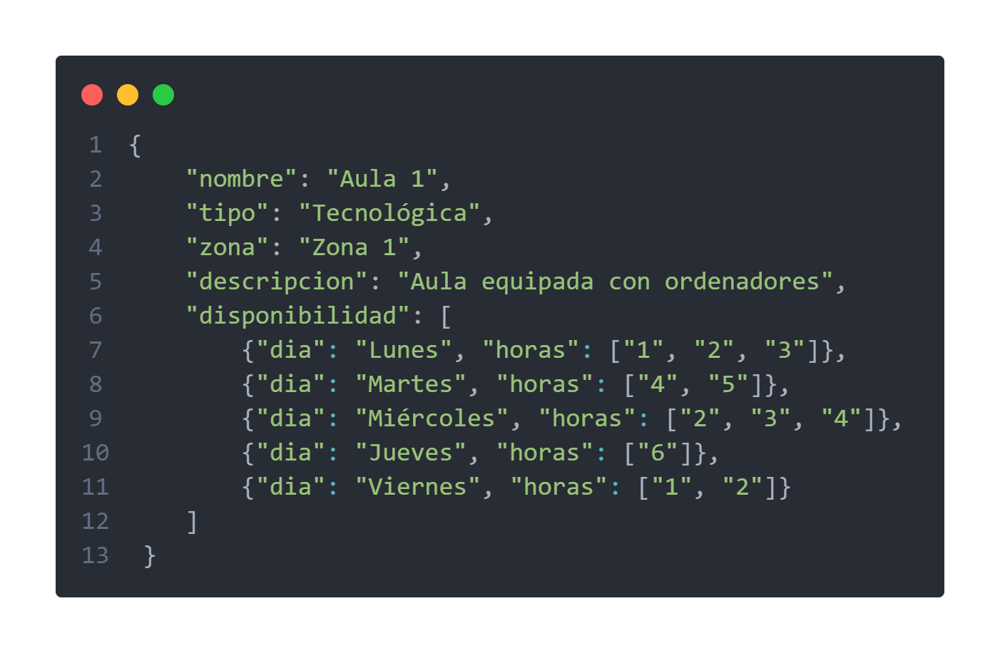 1 {
2     "nombre": "Aula 1",
3     "tipo": "Tecnológica",
4     "zona": "Zona 1",
5     "descripcion": "Aula equipada con ordenadores",
6     "disponibilidad": [
7         {"dia": "Lunes", "horas": ["1", "2", "3"]},
8         {"dia": "Martes", "horas": ["4", "5"]},
9         {"dia": "Miércoles", "horas": ["2", "3", "4"]},
10         {"dia": "Jueves", "horas": ["6"]},
11         {"dia": "Viernes", "horas": ["1", "2"]}
12     ]
13  }